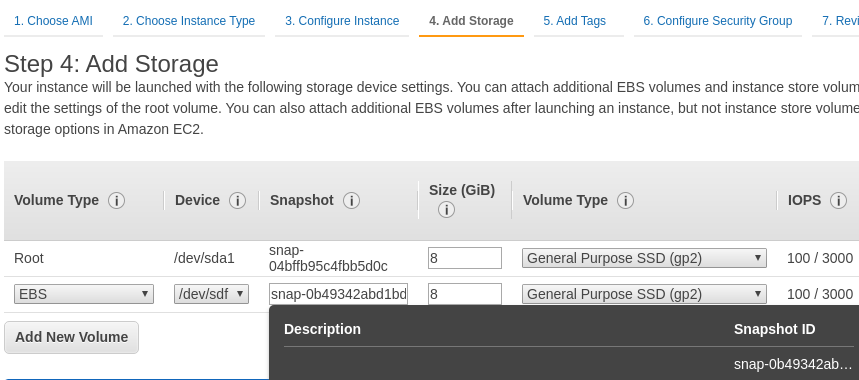 1. Choose AMI 2. Choose Instance Type 3. Configure Instance 4. Add Storage 5. Add Tags 6. Configure Security Group 7. Revi
Step 4: Add Storage
Your instance will be launched with the following storage device settings. You can attach additional EBS volumes and instance store volum
edit the settings of the root volume. You can also attach additional EBS volumes after launching an instance, but not instance store volume
storage options in Amazon EC2.
Volume Type Device Snapshot Size (GiB) Volume Type IOPS
Root /dev/sda1 snap-
04bffb95c4fbb5d0c 8 General Purpose SSD (gp2) 100 / 3000
EBS /dev/sdf snap-0b49342abd1bd 8 General Purpose SSD (gp2) 100 / 3000
Add New Volume
Description Snapshot ID
snap-0b49342ab…